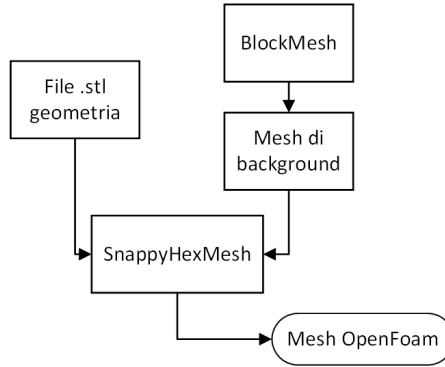 BlockMesh
File .stl
geometria
Mesh di
background
SnappyHexMesh
Mesh OpenFoam